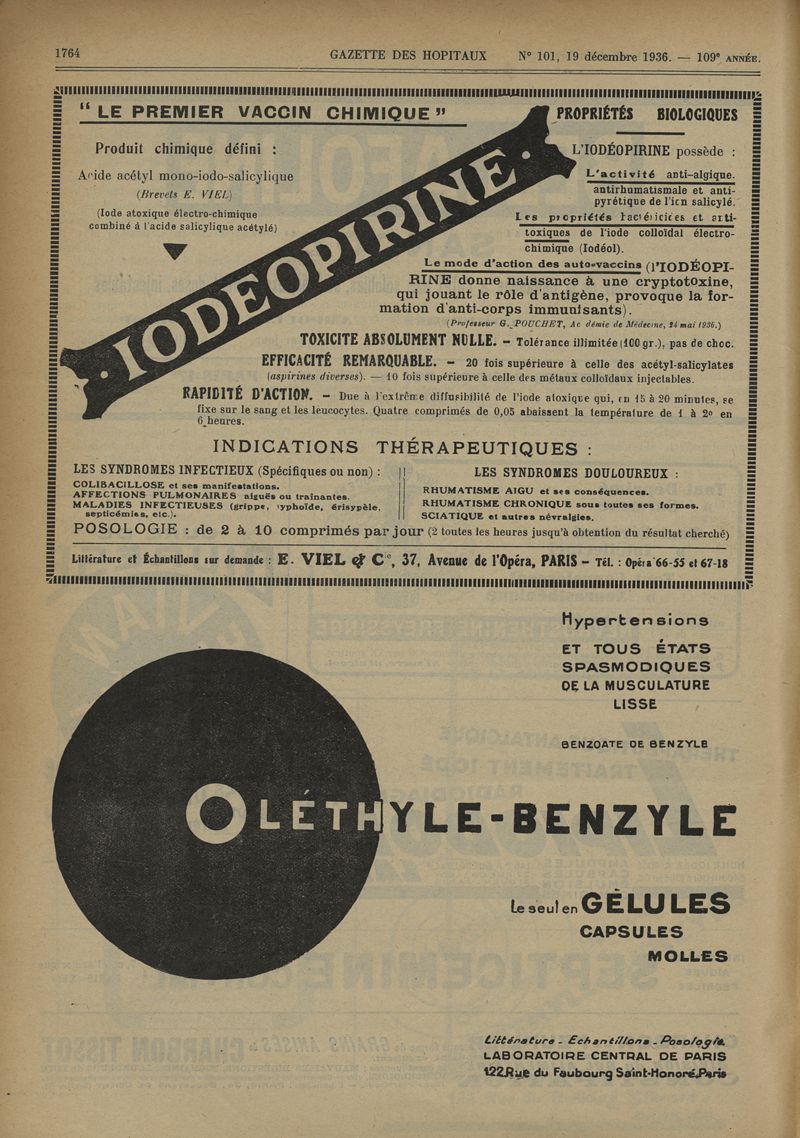 1764
GAZETTE DES HOPITAUX
N° 101, 19 décembre 1936. — 109e ANNÉE.
" LE PREMIER VACCIN CHIMIQUE "
Produit chimique défini :
Acide acétyl mono-iodo-salicylique
(Brevets E. VIEL)
(Iode atoxique électro-chimique
combiné à l'acide salicylique acétylé)
IODEOPIRINE
PROPRIÉTÉS BIOLOGIQUES
L'IODÉOPIRINE possède :
L'activité anti-algique.
antirhumatismale et anti-
pyrétique de l'ion salicylé.
Les propriétés bactéricides et anti-
toxiques de l'iode colloïdal électro-
chimique (Iodéol).
Le mode d'action des auto-vaccins (l'IODÉOPI-
RINE donne naissance à une cryptotoxine,
qui jouant le rôle d'antigène, provoque la for-
mation d'anti-corps immunisants).
(Professeur G. POUCHET, Ac démie de Médecine, 24 mai 1936.)
TOXICITE ABSOLUMENT NULLE. — Tolérance illimitée (100 gr.), pas de choc.
EFFICACITÉ REMARQUABLE. — 20 fois supérieure à celle des acétyl-salicylates
(aspirines diverses). — 10 fois supérieure à celle des métaux colloïdaux injectables.
RAPIDITÉ D'ACTION. — Due à l'extrême diffusibilité de l'iode atoxique qui, en 15 à 20 minutes, se
fixe sur le sang et les leucocytes. Quatre comprimés de 0,05 abaissent la température de 1 à 2° en
6 heures.
INDICATIONS THÉRAPEUTIQUES :
LES SYNDROMES INFECTIEUX (Spécifiques ou non) :
COLIBACILLOSE et ses manifestations.
AFFECTIONS PULMONAIRES aiguës ou traînantes.
MALADIES INFECTIEUSES (grippe, typhoïde, érisypèle,
septicémies, etc.).
LES SYNDROMES DOULOUREUX :
RHUMATISME AIGU et ses conséquences.
RHUMATISME CHRONIQUE sous toutes ses formes.
SCIATIQUE et autres névralgies.
POSOLOGIE : de 2 à 10 comprimés par jour (2 toutes les heures jusqu'à obtention du résultat cherché)
Littérature et Échantillons sur demande : E. VIEL & Cie, 37, Avenue de l'Opéra, PARIS — Tél. : Opéra 66-55 et 67-18
Hypertensions
ET TOUS ÉTATS
SPASMODIQUES
DE LA MUSCULATURE
LISSE
BENZOATE DE BENZYLE
OLÉTHYLE-BENZYLE
Le seul en GÉLULES
CAPSULES
MOLLES
Litténature - Echantillons - Posologie.
LABORATOIRE CENTRAL DE PARIS
122, Rue du Faubourg Saint-Honoré, Paris